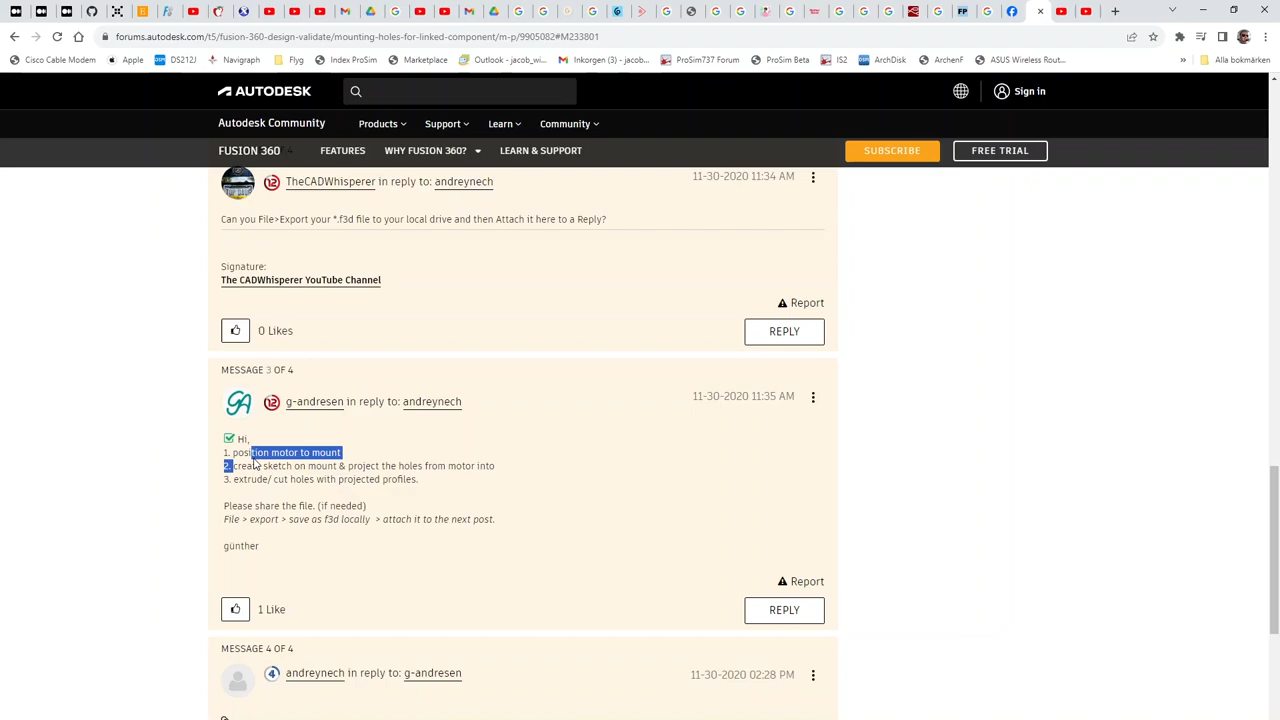 forums.autodesk.com/t5/fusion-360-design-validate/mounting-holes-for-linked-component/m-p/9905082#M233801
Cisco Cable Modem Apple DS212J Navigraph Flyg Index ProSim Marketplace Outlook – jacob_wi... Inkorgen (3) – jacob... ProSim737 Forum ProSim Beta IS2 ArchDisk ArchenF ASUS Wireless Rout... » Alla bokmärken
AUTODESK Sign in
Autodesk Community Products Support Learn Community
FUSION 360 FEATURES WHY FUSION 360? LEARN & SUPPORT SUBSCRIBE FREE TRIAL
TheCADWhisperer in reply to: andreynech 11-30-2020 11:34 AM
Can you File>Export your *.f3d file to your local drive and then Attach it here to a Reply?
Signature:
The CADWhisperer YouTube Channel
Report
0 Likes REPLY
MESSAGE 3 OF 4
g-andresen in reply to: andreynech 11-30-2020 11:35 AM
Hi,
1. position motor to mount
2. create sketch on mount & project the holes from motor into
3. extrude/ cut holes with projected profiles.
Please share the file. (if needed)
File > export > save as f3d locally > attach it to the next post.
günther
Report
1 Like REPLY
MESSAGE 4 OF 4
andreynech in reply to: g-andresen 11-30-2020 02:28 PM